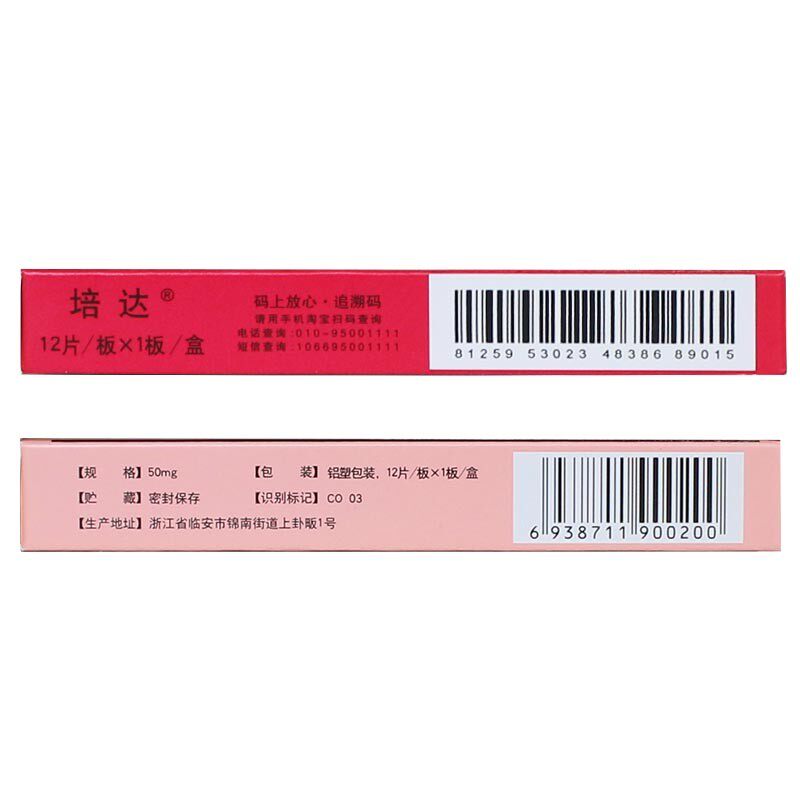 培达®
12片/板×1板/盒
码上放心·追溯码
请用手机淘宝扫码查询
电话查询:010-95001111
短信查询:106695001111
81259 53023 48386 89015
【规 格】50mg
【包 装】铝塑包装,12片/板×1板/盒
【贮 藏】密封保存
【识别标记】CO 03
【生产地址】浙江省临安市锦南街道上卦畈1号
6 938711 900200